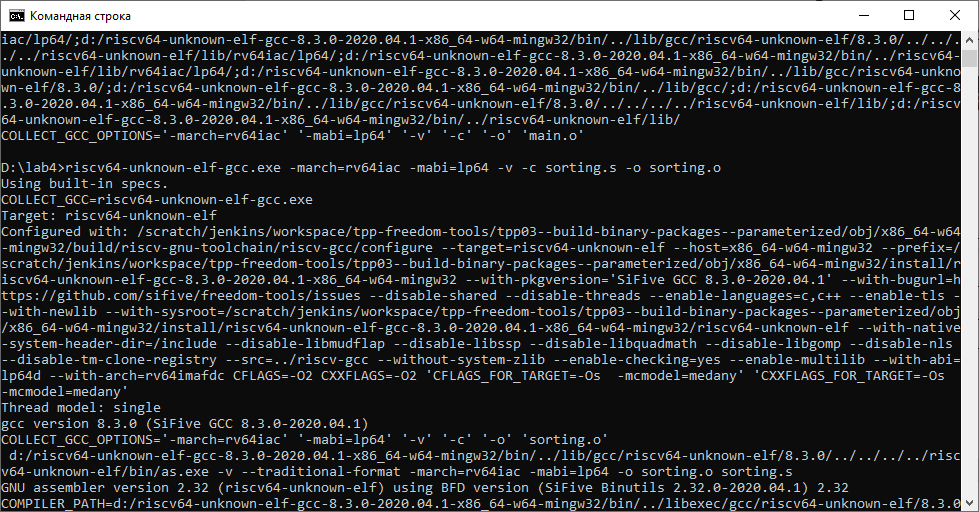 Командная строка
iac/lp64/;d:/riscv64-unknown-elf-gcc-8.3.0-2020.04.1-x86_64-w64-mingw32/bin/../lib/gcc/riscv64-unknown-elf/8.3.0/../../.
./../riscv64-unknown-elf/lib/rv64iac/lp64/;d:/riscv64-unknown-elf-gcc-8.3.0-2020.04.1-x86_64-w64-mingw32/bin/../riscv64-
unknown-elf/lib/rv64iac/lp64/;d:/riscv64-unknown-elf-gcc-8.3.0-2020.04.1-x86_64-w64-mingw32/bin/../lib/gcc/riscv64-unkno
wn-elf/8.3.0/;d:/riscv64-unknown-elf-gcc-8.3.0-2020.04.1-x86_64-w64-mingw32/bin/../lib/gcc/;d:/riscv64-unknown-elf-gcc-8
.3.0-2020.04.1-x86_64-w64-mingw32/bin/../lib/gcc/riscv64-unknown-elf/8.3.0/../../../../riscv64-unknown-elf/lib/;d:/riscv
64-unknown-elf-gcc-8.3.0-2020.04.1-x86_64-w64-mingw32/bin/../riscv64-unknown-elf/lib/
COLLECT_GCC_OPTIONS='-march=rv64iac' '-mabi=lp64' '-v' '-c' '-o' 'main.o'
D:\lab4>riscv64-unknown-elf-gcc.exe -march=rv64iac -mabi=lp64 -v -c sorting.s -o sorting.o
Using built-in specs.
COLLECT_GCC=riscv64-unknown-elf-gcc.exe
Target: riscv64-unknown-elf
Configured with: /scratch/jenkins/workspace/tpp-freedom-tools/tpp03--build-binary-packages--parameterized/obj/x86_64-w64
-mingw32/build/riscv-gnu-toolchain/riscv-gcc/configure --target=riscv64-unknown-elf --host=x86_64-w64-mingw32 --prefix=/
scratch/jenkins/workspace/tpp-freedom-tools/tpp03--build-binary-packages--parameterized/obj/x86_64-w64-mingw32/install/r
iscv64-unknown-elf-gcc-8.3.0-2020.04.1-x86_64-w64-mingw32 --with-pkgversion='SiFive GCC 8.3.0-2020.04.1' --with-bugurl=h
ttps://github.com/sifive/freedom-tools/issues --disable-shared --disable-threads --enable-languages=c,c++ --enable-tls -
-with-newlib --with-sysroot=/scratch/jenkins/workspace/tpp-freedom-tools/tpp03--build-binary-packages--parameterized/obj
/x86_64-w64-mingw32/install/riscv64-unknown-elf-gcc-8.3.0-2020.04.1-x86_64-w64-mingw32/riscv64-unknown-elf --with-native
-system-header-dir=/include --disable-libmudflap --disable-libssp --disable-libquadmath --disable-libgomp --disable-nls
--disable-tm-clone-registry --src=../riscv-gcc --without-system-zlib --enable-checking=yes --enable-multilib --with-abi=
lp64d --with-arch=rv64imafdc CFLAGS=-O2 CXXFLAGS=-O2 'CFLAGS_FOR_TARGET=-Os  -mcmodel=medany' 'CXXFLAGS_FOR_TARGET=-Os
-mcmodel=medany'
Thread model: single
gcc version 8.3.0 (SiFive GCC 8.3.0-2020.04.1)
COLLECT_GCC_OPTIONS='-march=rv64iac' '-mabi=lp64' '-v' '-c' '-o' 'sorting.o'
d:/riscv64-unknown-elf-gcc-8.3.0-2020.04.1-x86_64-w64-mingw32/bin/../lib/gcc/riscv64-unknown-elf/8.3.0/../../../../risc
v64-unknown-elf/bin/as.exe -v --traditional-format -march=rv64iac -mabi=lp64 -o sorting.o sorting.s
GNU assembler version 2.32 (riscv64-unknown-elf) using BFD version (SiFive Binutils 2.32.0-2020.04.1) 2.32
COMPILER_PATH=d:/riscv64-unknown-elf-gcc-8.3.0-2020.04.1-x86_64-w64-mingw32/bin/../libexec/gcc/riscv64-unknown-elf/8.3.0